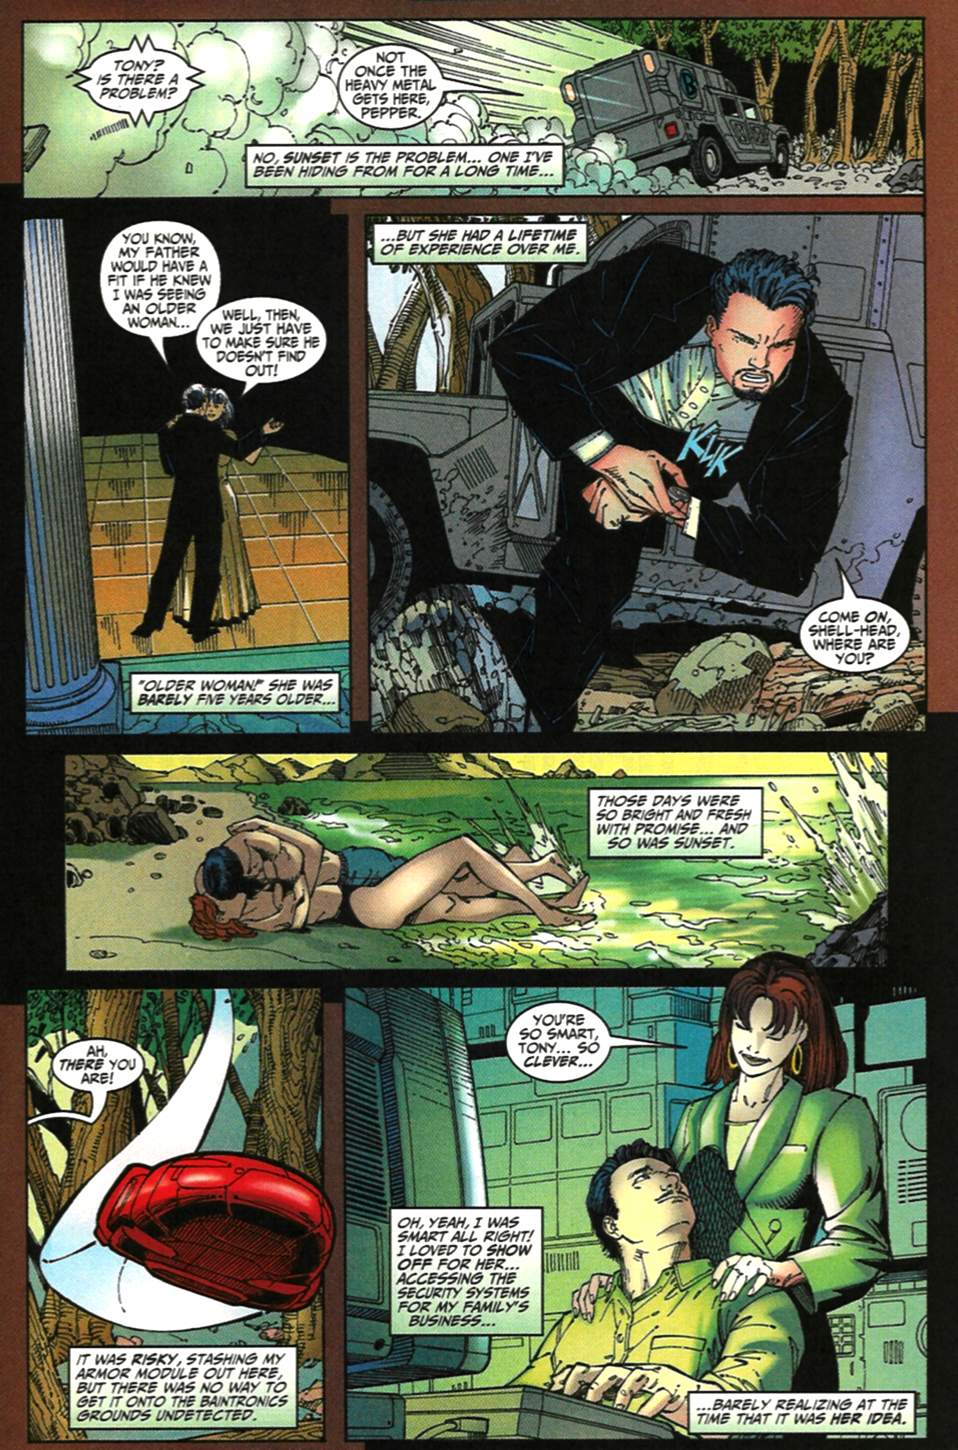 TONY?
IS THERE A
PROBLEM?
NOT
ONCE THE
HEAVY METAL
GETS HERE,
PEPPER.
B
NO, SUNSET IS THE PROBLEM... ONE I'VE
BEEN HIDING FROM FOR A LONG TIME...
YOU KNOW,
MY FATHER
WOULD HAVE A
FIT IF HE KNEW
I WAS SEEING
AN OLDER
WOMAN...
WELL, THEN,
WE JUST HAVE
TO MAKE SURE HE
DOESN'T FIND
OUT!
"OLDER WOMAN!" SHE WAS
BARELY FIVE YEARS OLDER...
...BUT SHE HAD A LIFETIME
OF EXPERIENCE OVER ME.
KLIK
COME ON,
SHELL-HEAD,
WHERE ARE
YOU?
THOSE DAYS WERE
SO BRIGHT AND FRESH
WITH PROMISE... AND
SO WAS SUNSET.
AH,
THERE YOU
ARE!
IT WAS RISKY, STASHING MY
ARMOR MODULE OUT HERE,
BUT THERE WAS NO WAY TO
GET IT ONTO THE BAINTRONICS
GROUNDS UNDETECTED.
YOU'RE
SO SMART,
TONY... SO
CLEVER...
OH, YEAH, I WAS
SMART ALL RIGHT!
I LOVED TO SHOW
OFF FOR HER...
ACCESSING THE
SECURITY SYSTEMS
FOR MY FAMILY'S
BUSINESS...
...BARELY REALIZING AT THE
TIME THAT IT WAS HER IDEA.